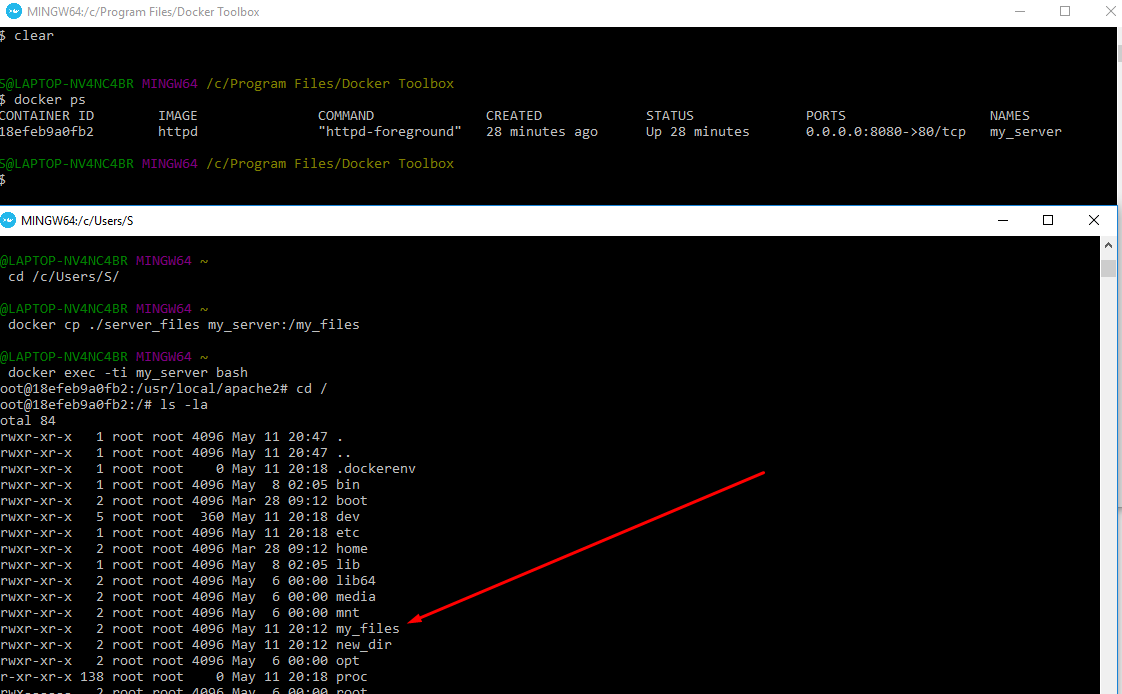 MINGW64:/c/Program Files/Docker Toolbox
$ clear
S@LAPTOP-NV4NC4BR MINGW64 /c/Program Files/Docker Toolbox
$ docker ps
CONTAINER ID IMAGE COMMAND CREATED STATUS PORTS NAMES
18efeb9a0fb2 httpd "httpd-foreground" 28 minutes ago Up 28 minutes 0.0.0.0:8080->80/tcp my_server
S@LAPTOP-NV4NC4BR MINGW64 /c/Program Files/Docker Toolbox
$
MINGW64:/c/Users/S
@LAPTOP-NV4NC4BR MINGW64 ~
cd /c/Users/S/
@LAPTOP-NV4NC4BR MINGW64 ~
docker cp ./server_files my_server:/my_files
@LAPTOP-NV4NC4BR MINGW64 ~
docker exec -ti my_server bash
oot@18efeb9a0fb2:/usr/local/apache2# cd /
oot@18efeb9a0fb2:/# ls -la
otal 84
rwxr-xr-x 1 root root 4096 May 11 20:47 .
rwxr-xr-x 1 root root 4096 May 11 20:47 ..
rwxr-xr-x 1 root root 0 May 11 20:18 .dockerenv
rwxr-xr-x 1 root root 4096 May 8 02:05 bin
rwxr-xr-x 2 root root 4096 Mar 28 09:12 boot
rwxr-xr-x 5 root root 360 May 11 20:18 dev
rwxr-xr-x 1 root root 4096 May 11 20:18 etc
rwxr-xr-x 2 root root 4096 Mar 28 09:12 home
rwxr-xr-x 1 root root 4096 May 8 02:05 lib
rwxr-xr-x 2 root root 4096 May 6 00:00 lib64
rwxr-xr-x 2 root root 4096 May 6 00:00 media
rwxr-xr-x 2 root root 4096 May 6 00:00 mnt
rwxr-xr-x 2 root root 4096 May 11 20:12 my_files
rwxr-xr-x 2 root root 4096 May 11 20:12 new_dir
rwxr-xr-x 2 root root 4096 May 6 00:00 opt
r-xr-xr-x 138 root root 0 May 11 20:18 proc
rwx------ 2 root root 4096 May 6 00:00 root